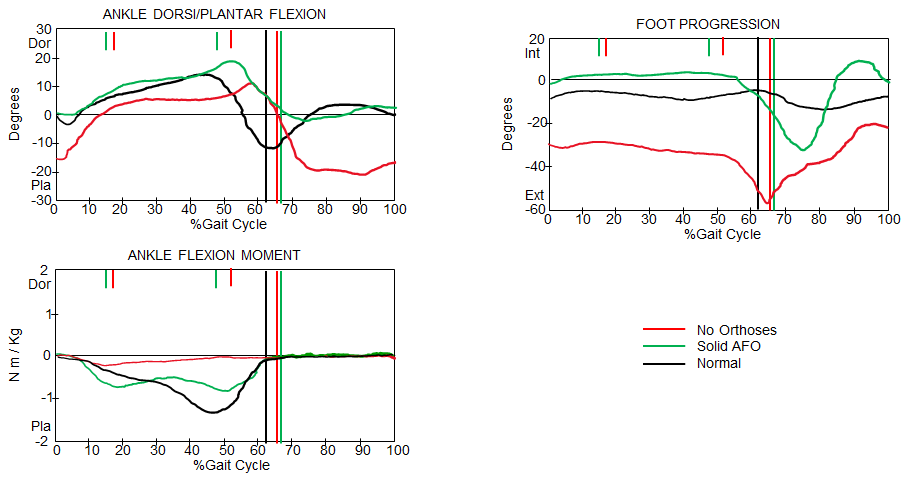 ANKLE DORSI/PLANTAR FLEXION
30
Dor
20
10
0
-10
-20
Pla
-30
Degrees
0 10 20 30 40 50 60 70 80 90 100
%Gait Cycle
FOOT PROGRESSION
20
Int
0
-20
-40
Ext
-60
Degrees
0 10 20 30 40 50 60 70 80 90 100
%Gait Cycle
ANKLE FLEXION MOMENT
2
Dor
1
0
-1
Pla
-2
N m / Kg
0 10 20 30 40 50 60 70 80 90 100
%Gait Cycle
No Orthoses
Solid AFO
Normal